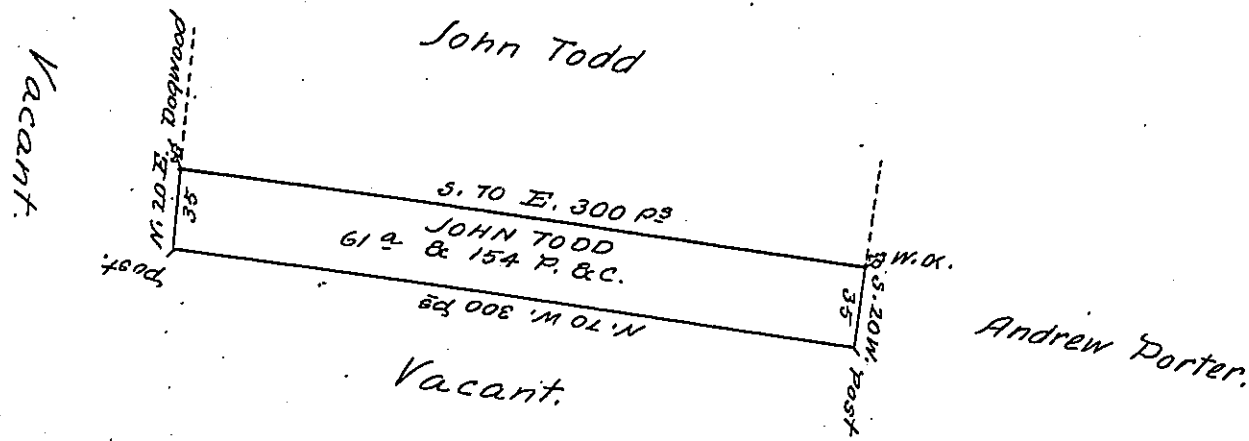 John Todd
Vacant.
Dogwood
N. 20 E.
35
post.
S. 70 E. 300 Ps
JOHN TODD
61 a & 154 P. &C.
N. 70 W. 300 ps
W.O.
S. 20 W.
35
Post
Andrew Porter.
Vacant.